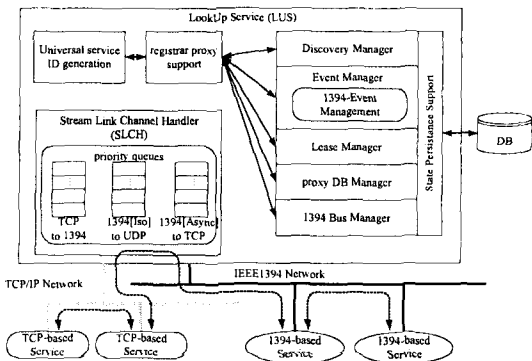 LookUp Service (LUS)
Universal service
ID generation
registrar proxy
support
Discovery Manager
Event Manager
1394-Event
Management
Lease Manager
proxy DB Manager
1394 Bus Manager
State Persistance Support
DB
Stream Link Channel Handler
(SLCH)
priority queues
TCP
to 1394
1394[Iso]
to UDP
1394[Async]
to TCP
TCP/IP Network
IEEE1394 Network
TCP-based
Service
TCP-based
Service
1394-based
Service
1394-based
Service